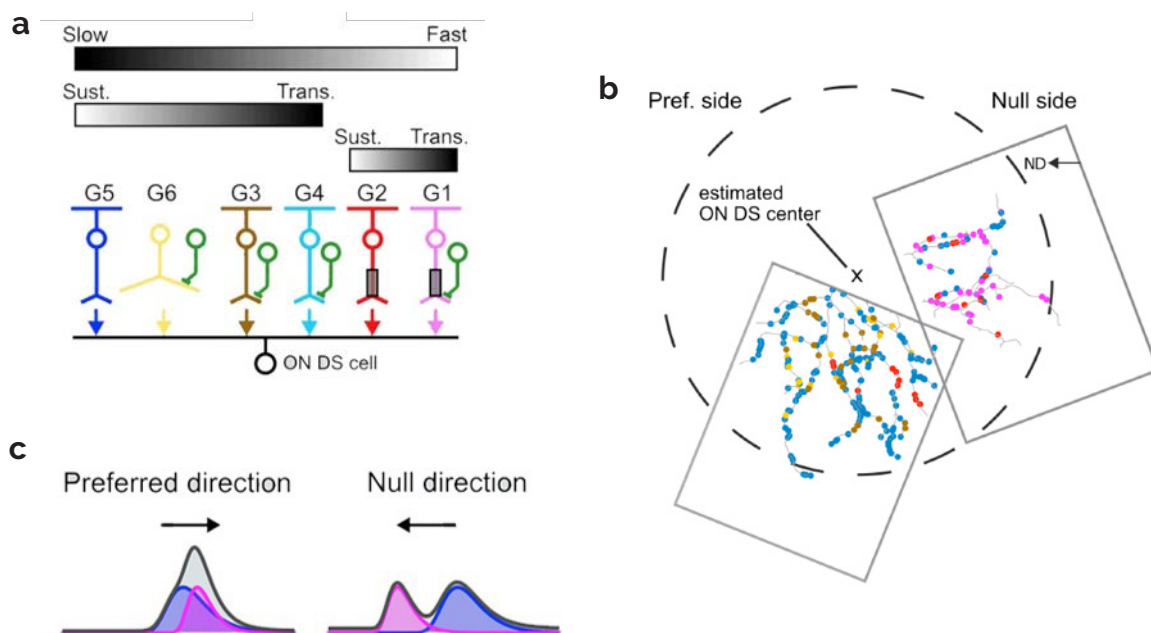 a
Slow Fast
Sust. Trans.
Sust. Trans.
G5 G6 G3 G4 G2 G1
ON DS cell
b
Pref. side Null side
ND
estimated
ON DS center
X
c
Preferred direction Null direction